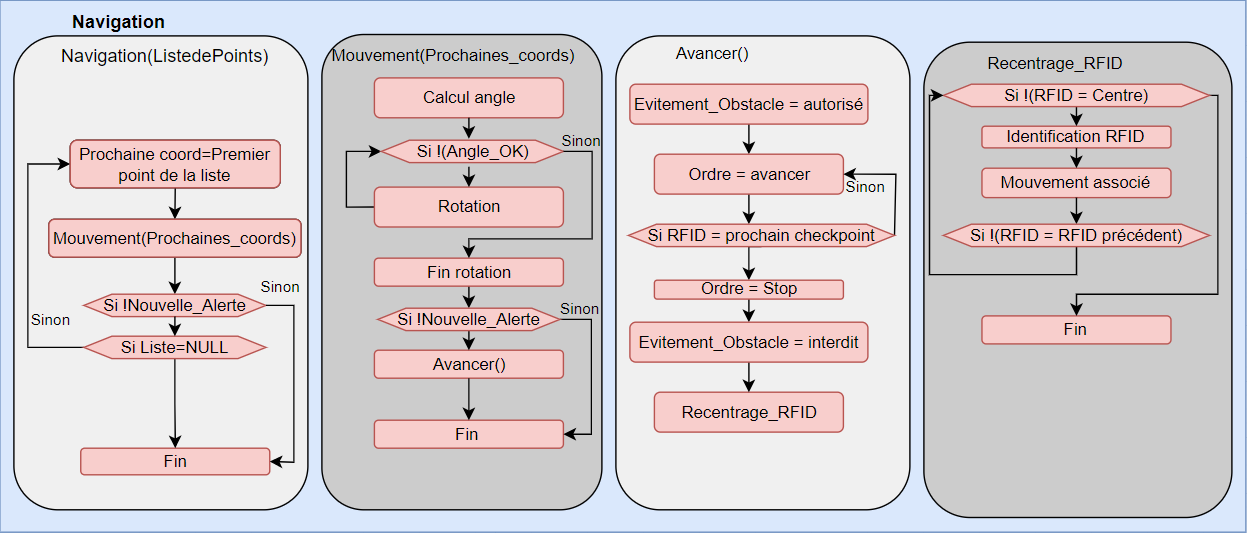 Navigation
Navigation(ListedePoints)
Prochaine coord=Premier
point de la liste
Mouvement(Prochaines_coords)
Si !Nouvelle_Alerte
Sinon
Sinon
Si Liste=NULL
Fin
Mouvement(Prochaines_coords)
Calcul angle
Sinon
Si !(Angle_OK)
Rotation
Fin rotation
Sinon
Si !Nouvelle_Alerte
Avancer()
Fin
Avancer()
Evitement_Obstacle = autorisé
Ordre = avancer
Sinon
Si RFID = prochain checkpoint
Ordre = Stop
Evitement_Obstacle = interdit
Recentrage_RFID
Recentrage_RFID
Si !(RFID = Centre)
Identification RFID
Mouvement associé
Si !(RFID = RFID précédent)
Fin